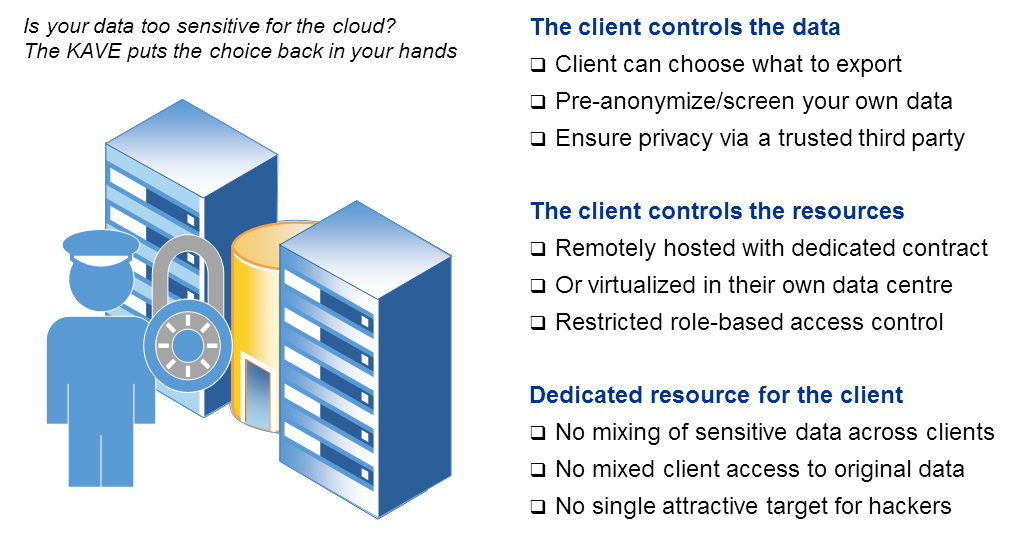 Is your data too sensitive for the cloud?
The KAVE puts the choice back in your hands
The client controls the data
❑ Client can choose what to export
❑ Pre-anonymize/screen your own data
❑ Ensure privacy via a trusted third party
The client controls the resources
❑ Remotely hosted with dedicated contract
❑ Or virtualized in their own data centre
❑ Restricted role-based access control
Dedicated resource for the client
❑ No mixing of sensitive data across clients
❑ No mixed client access to original data
❑ No single attractive target for hackers